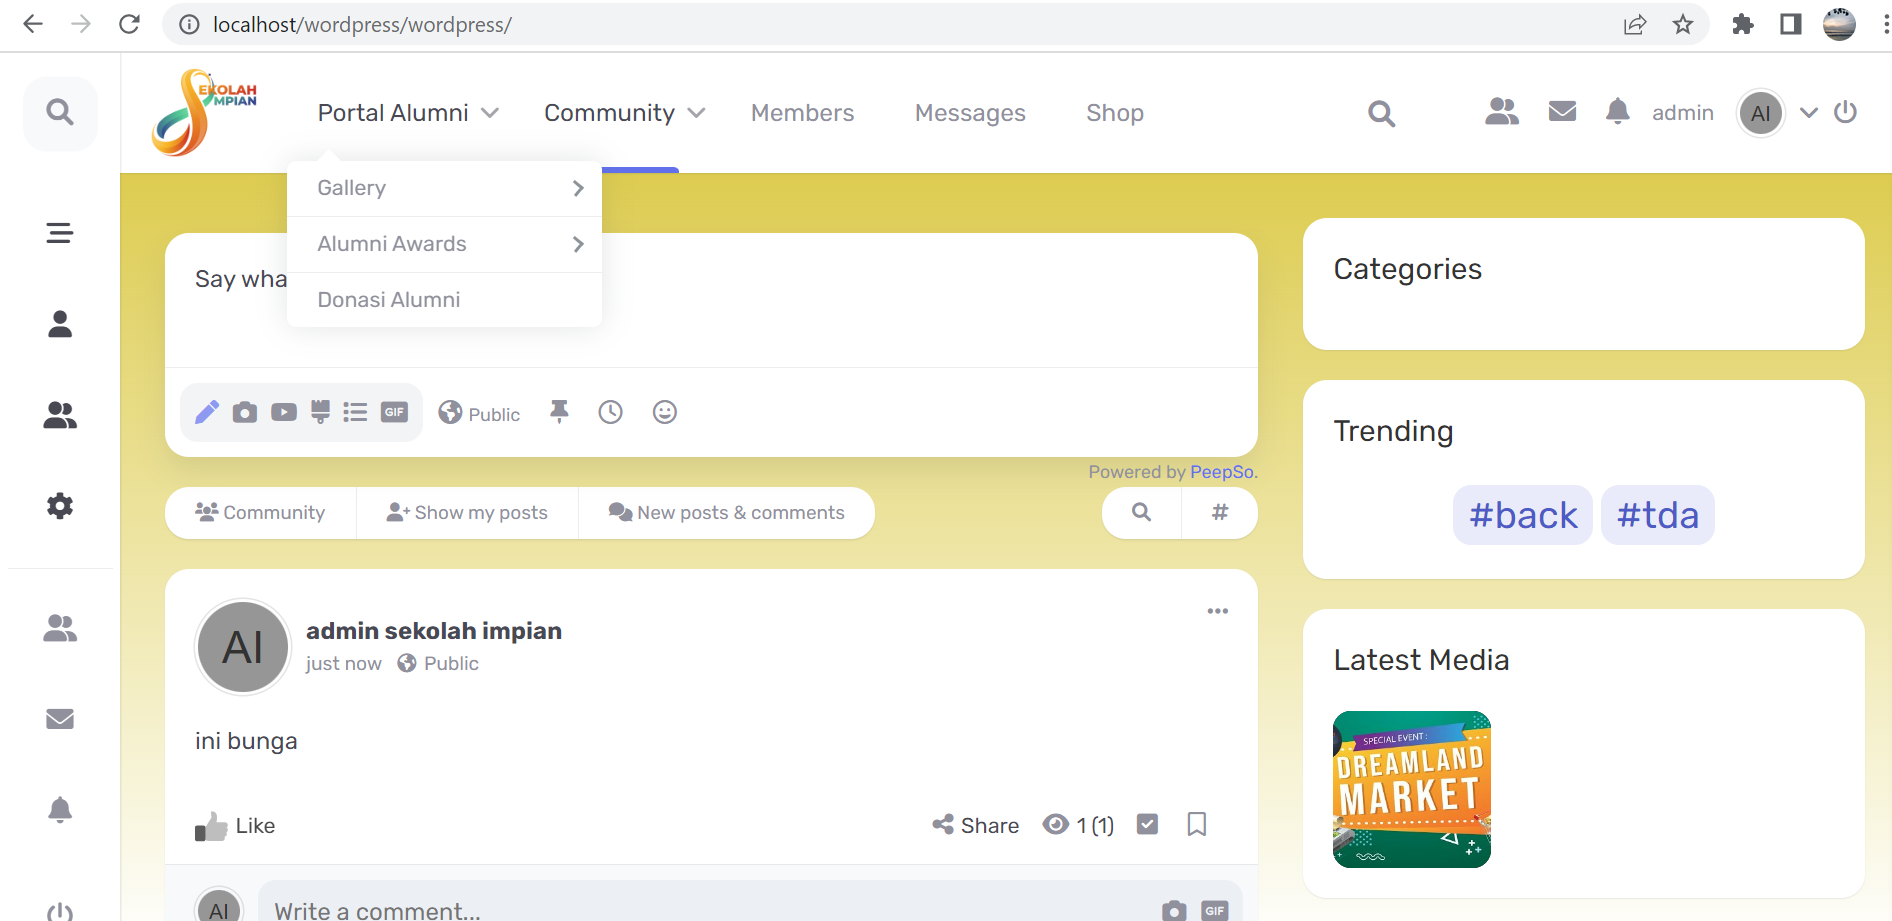 localhost/wordpress/wordpress/
EKOLAH
MPIAN
Portal Alumni
Community
Members
Messages
Shop
admin
AI
Gallery
Alumni Awards
Donasi Alumni
Say wha
GIF
Public
Powered by PeepSo.
Community
Show my posts
New posts & comments
#
AI
admin sekolah impian
just now
Public
ini bunga
Like
Share
1 (1)
AI
Write a comment...
GIF
Categories
Trending
#back
#tda
Latest Media
SPECIAL EVENT :
DREAMLAND
MARKET